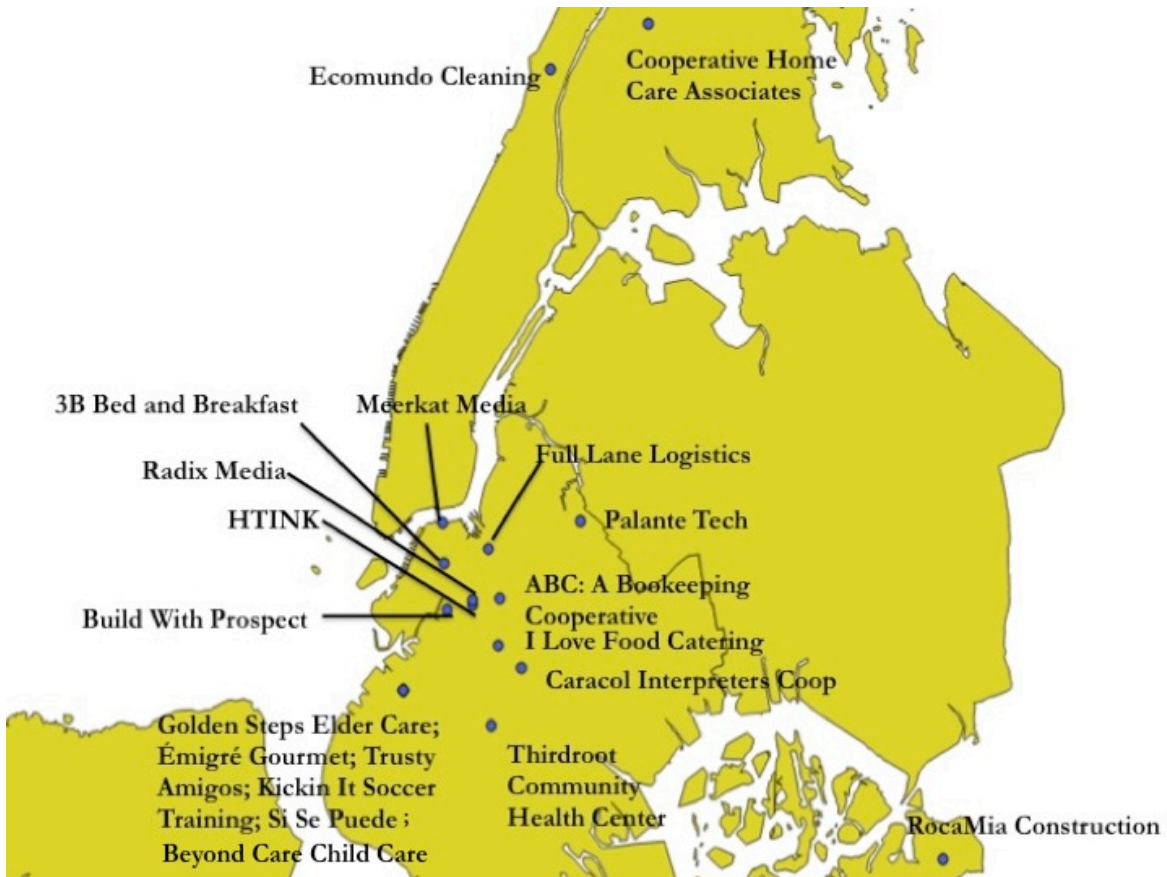 Cooperative Home
Care Associates
Ecomundo Cleaning
3B Bed and Breakfast
Meerkat Media
Full Lane Logistics
Radix Media
HTINK
Palante Tech
ABC: A Bookeeping
Cooperative
Build With Prospect
I Love Food Catering
Caracol Interpreters Coop
Golden Steps Elder Care;
Émigré Gourmet; Trusty
Amigos; Kickin It Soccer
Training; Si Se Puede ;
Beyond Care Child Care
Thirdroot
Community
Health Center
RocaMia Construction